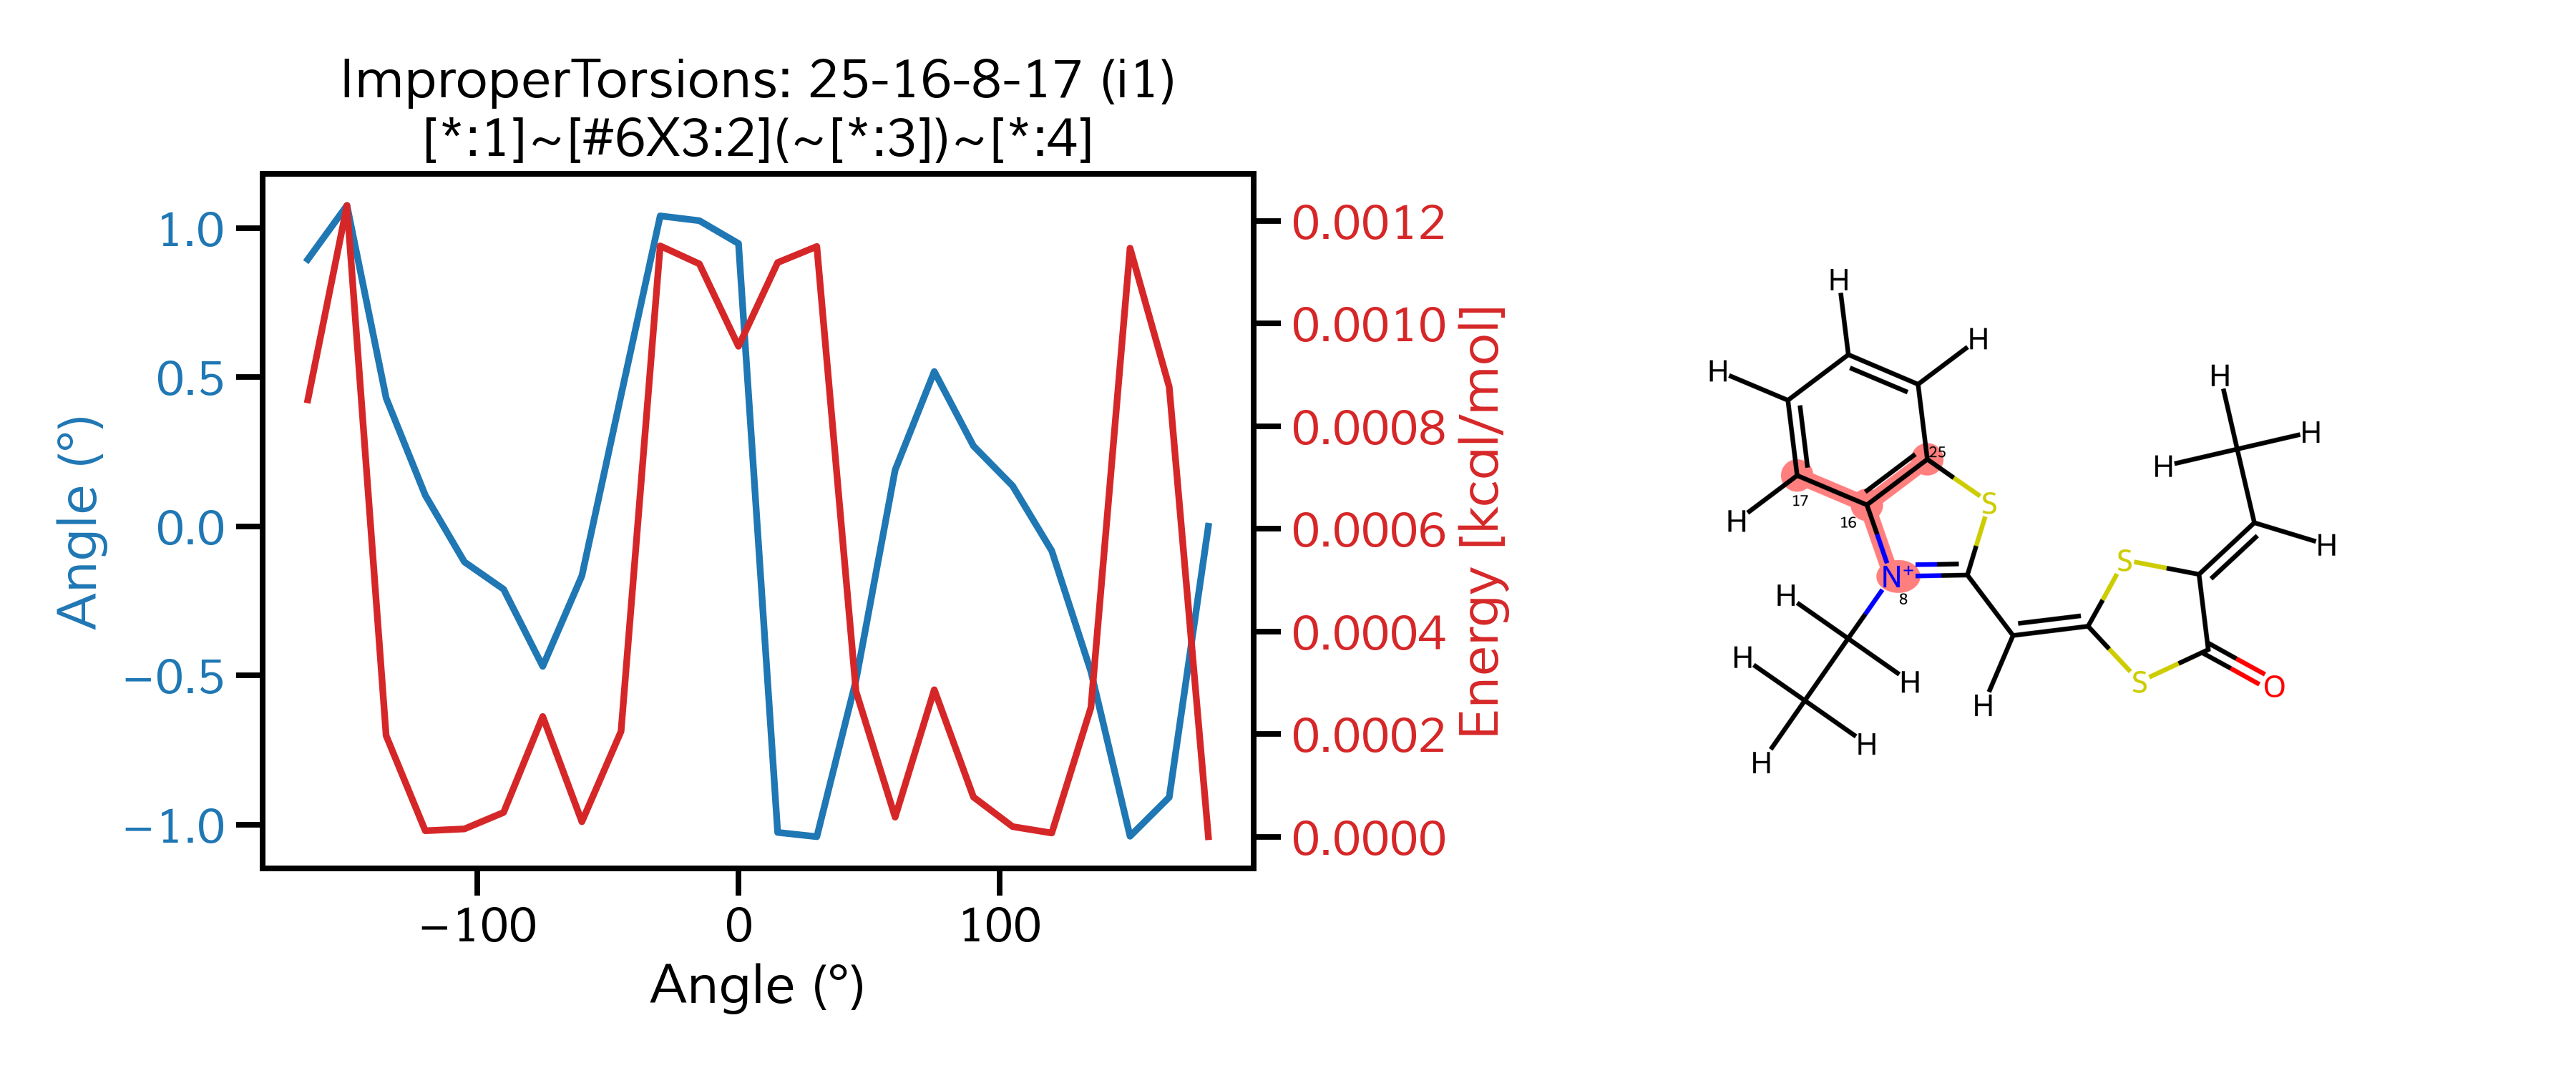 ImproperTorsions: 25-16-8-17 (i1)
[*:1]~[#6X3:2](~[*:3])~[*:4]
Angle (°)
1.0
0.5
0.0
−0.5
−1.0
−100
0
100
Angle (°)
0.0012
0.0010
0.0008
0.0006
0.0004
0.0002
0.0000
Energy [kcal/mol]
H
H
H
H
H
H
25
17
16
S
H
H
S
N+
8
H
H
H
S
H
O
H
H
H